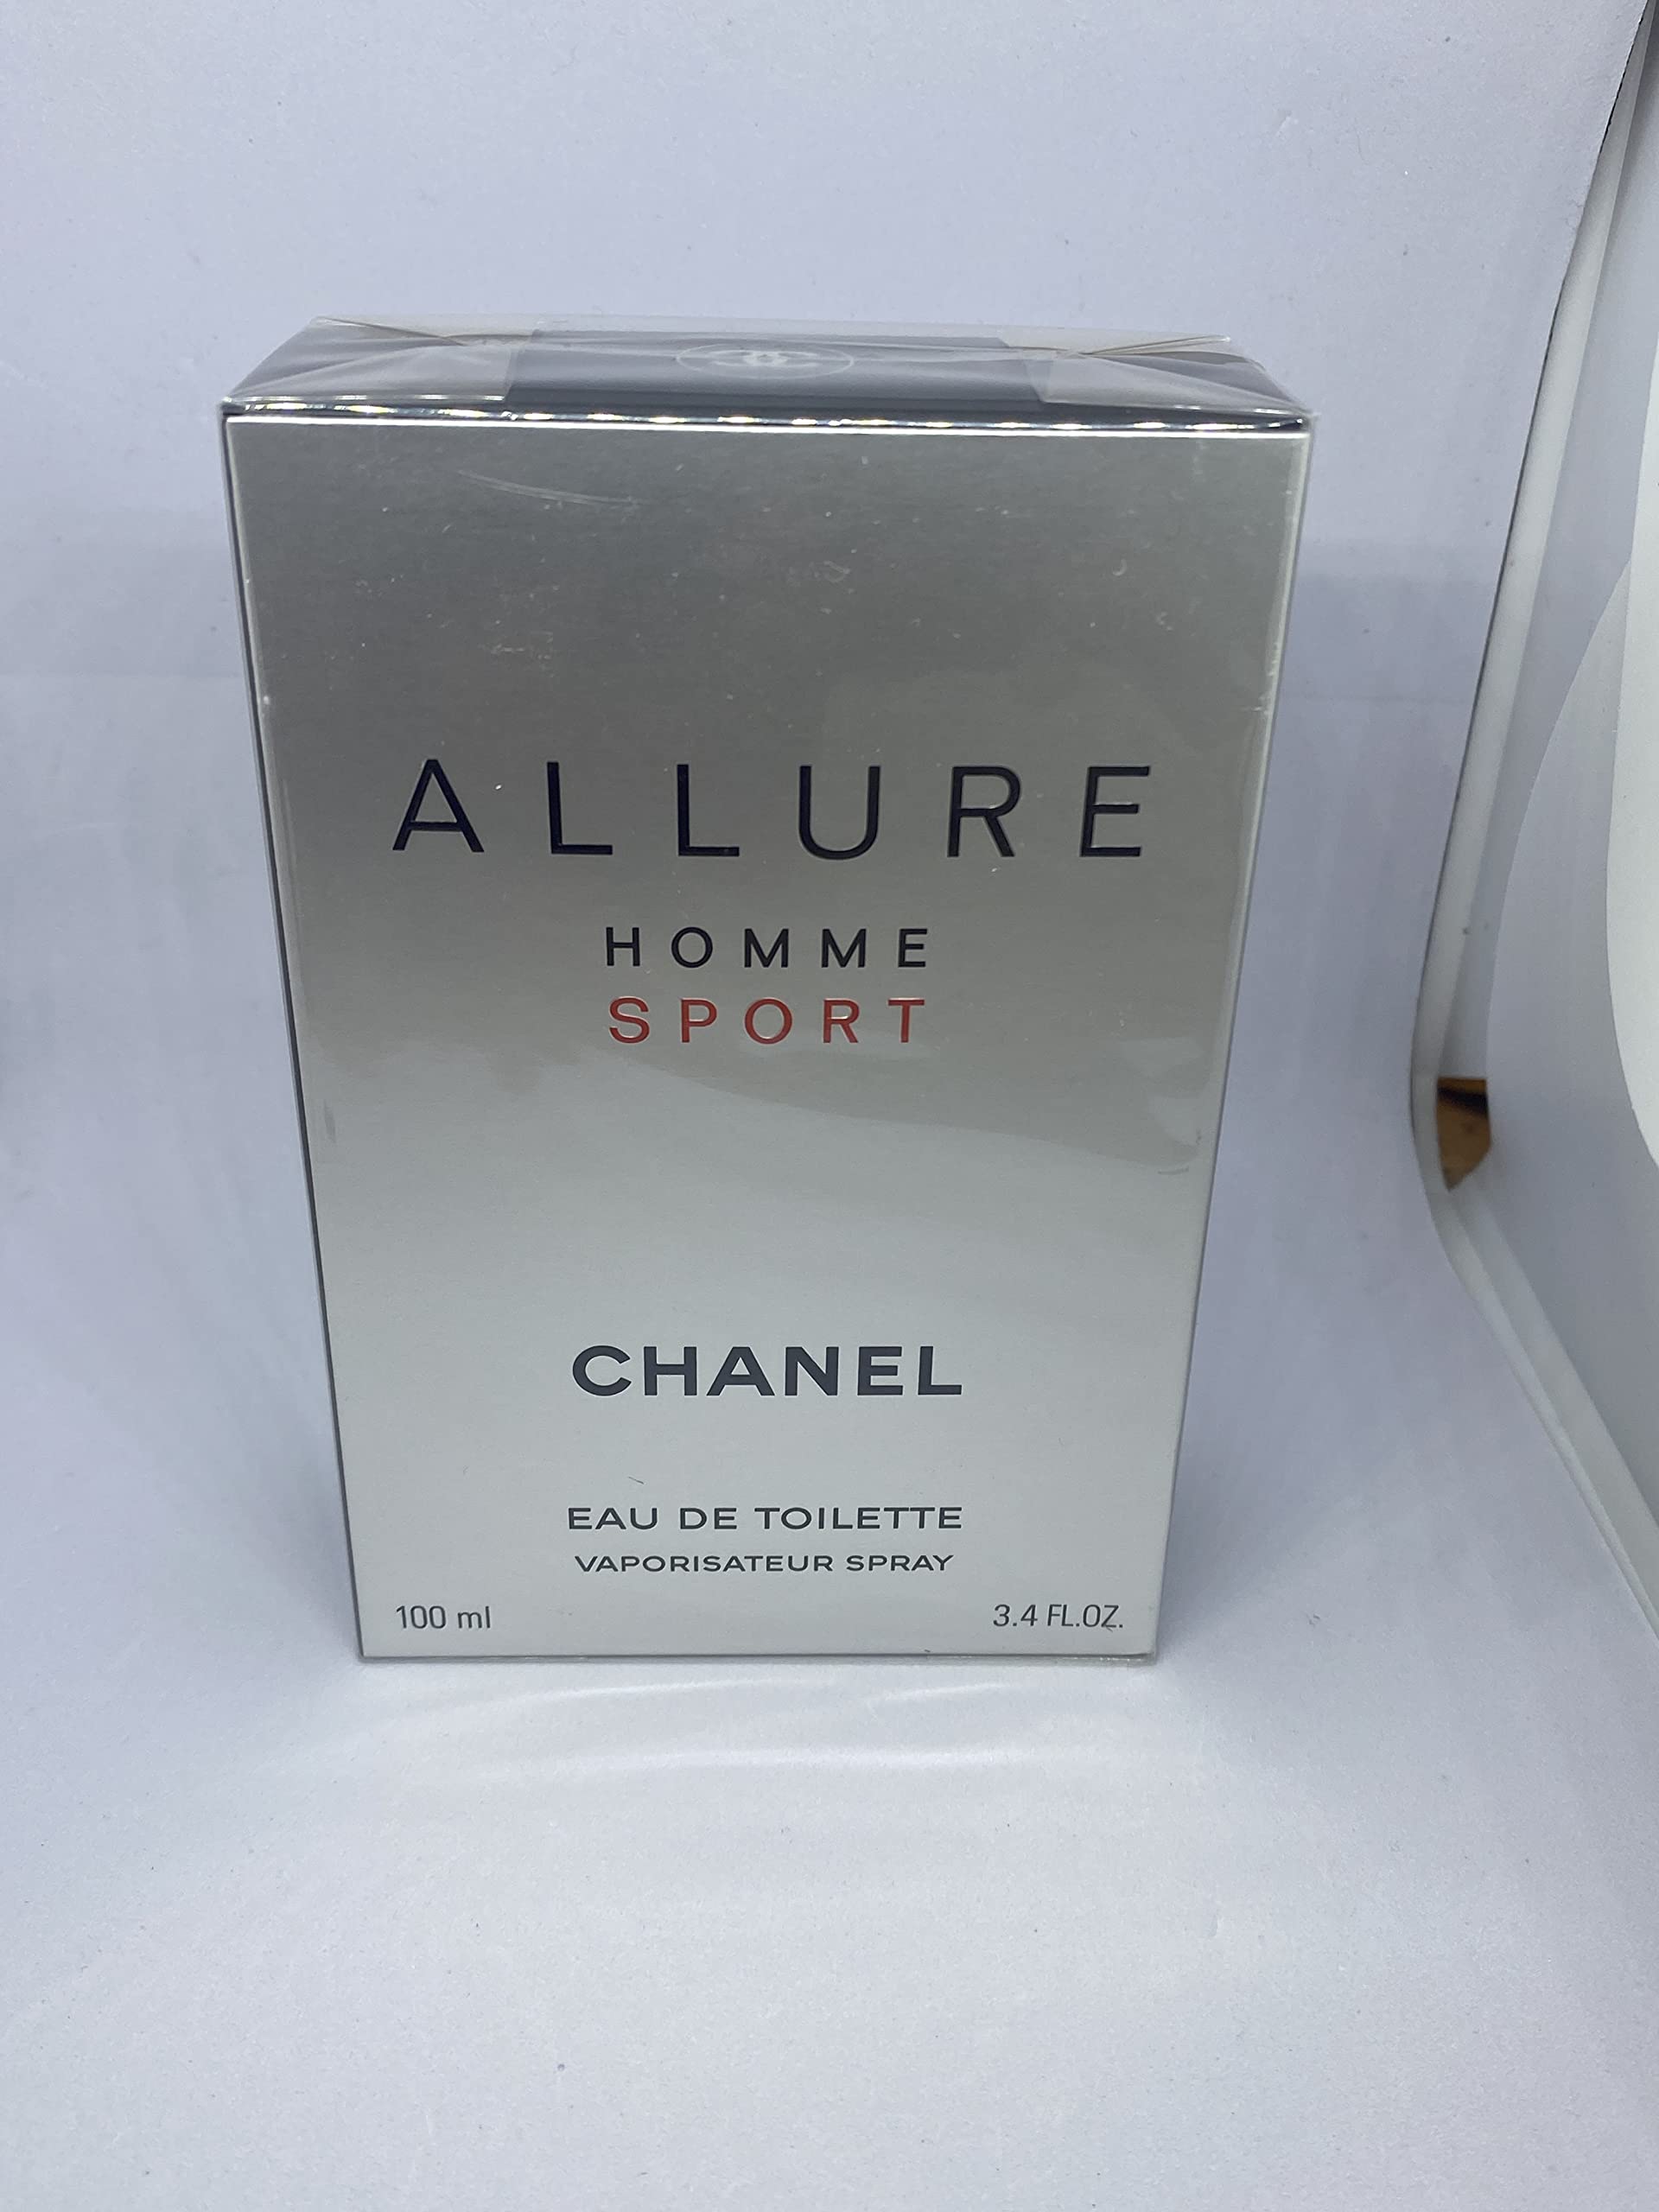 ALLURE
HOMME
SPORT
CHANEL
EAU DE TOILETTE
VAPORISATEUR SPRAY
100 ml 3.4 FL.OZ.